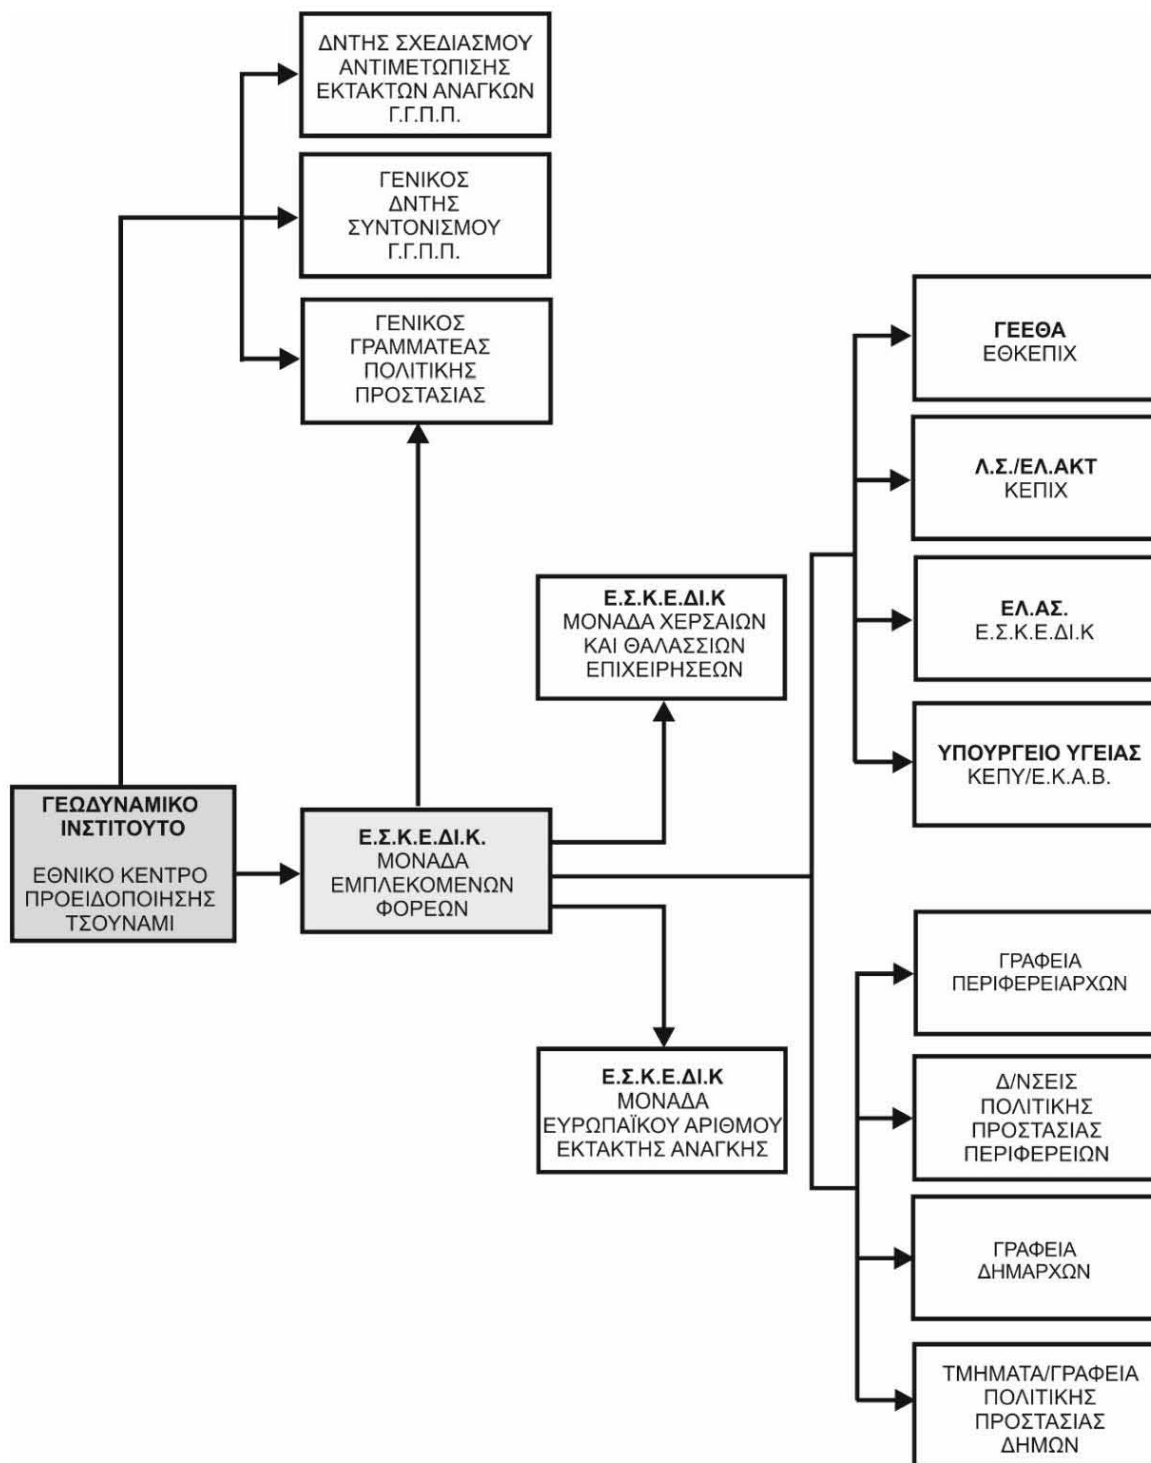 ΔΝΤΗΣ ΣΧΕΔΙΑΣΜΟΥ
ΑΝΤΙΜΕΤΩΠΙΣΗΣ
ΕΚΤΑΚΤΩΝ ΑΝΑΓΚΩΝ
Γ.Γ.Π.Π.
ΓΕΝΙΚΟΣ
ΔΝΤΗΣ
ΣΥΝΤΟΝΙΣΜΟΥ
Γ.Γ.Π.Π.
ΓΕΝΙΚΟΣ
ΓΡΑΜΜΑΤΕΑΣ
ΠΟΛΙΤΙΚΗΣ
ΠΡΟΣΤΑΣΙΑΣ
ΓΕΩΔΥΝΑΜΙΚΟ
ΙΝΣΤΙΤΟΥΤΟ
ΕΘΝΙΚΟ ΚΕΝΤΡΟ
ΠΡΟΕΙΔΟΠΟΙΗΣΗΣ
ΤΣΟΥΝΑΜΙ
Ε.Σ.Κ.Ε.ΔΙ.Κ.
ΜΟΝΑΔΑ
ΕΜΠΛΕΚΟΜΕΝΩΝ
ΦΟΡΕΩΝ
Ε.Σ.Κ.Ε.ΔΙ.Κ
ΜΟΝΑΔΑ ΧΕΡΣΑΙΩΝ
ΚΑΙ ΘΑΛΑΣΣΙΩΝ
ΕΠΙΧΕΙΡΗΣΕΩΝ
Ε.Σ.Κ.Ε.ΔΙ.Κ
ΜΟΝΑΔΑ
ΕΥΡΩΠΑΪΚΟΥ ΑΡΙΘΜΟΥ
ΕΚΤΑΚΤΗΣ ΑΝΑΓΚΗΣ
ΓΕΕΘΑ
ΕΘΚΕΠΙΧ
Λ.Σ./ΕΛ.ΑΚΤ
ΚΕΠΙΧ
ΕΛ.ΑΣ.
Ε.Σ.Κ.Ε.ΔΙ.Κ
ΥΠΟΥΡΓΕΙΟ ΥΓΕΙΑΣ
ΚΕΠΥ/Ε.Κ.Α.Β.
ΓΡΑΦΕΙΑ
ΠΕΡΙΦΕΡΕΙΑΡΧΩΝ
Δ/ΝΣΕΙΣ
ΠΟΛΙΤΙΚΗΣ
ΠΡΟΣΤΑΣΙΑΣ
ΠΕΡΙΦΕΡΕΙΩΝ
ΓΡΑΦΕΙΑ
ΔΗΜΑΡΧΩΝ
ΤΜΗΜΑΤΑ/ΓΡΑΦΕΙΑ
ΠΟΛΙΤΙΚΗΣ
ΠΡΟΣΤΑΣΙΑΣ
ΔΗΜΩΝ